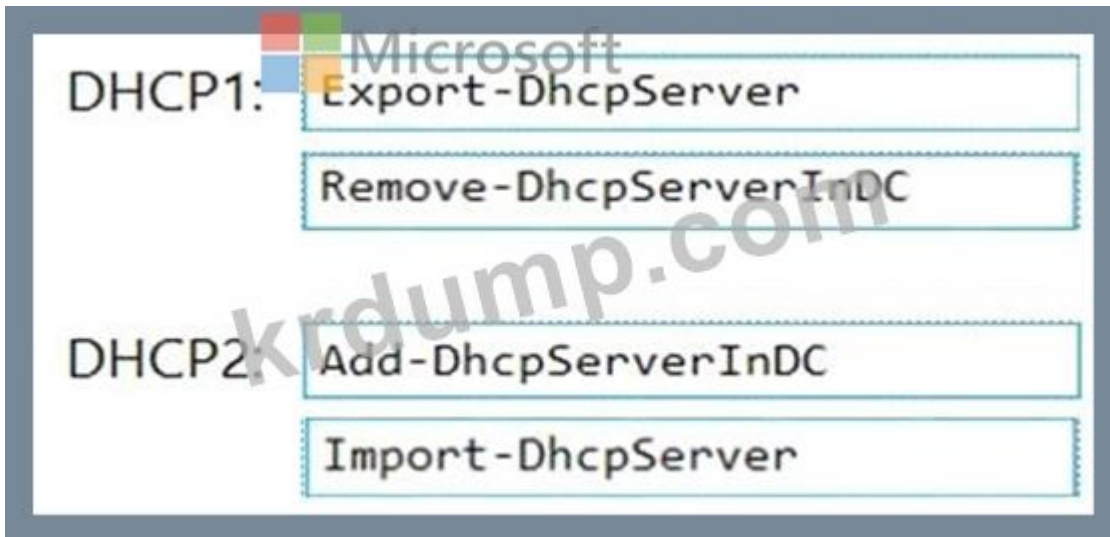 Microsoft
DHCP1: Export-DhcpServer
Remove-DhcpServerInDC
krdump.com
DHCP2: Add-DhcpServerInDC
Import-DhcpServer